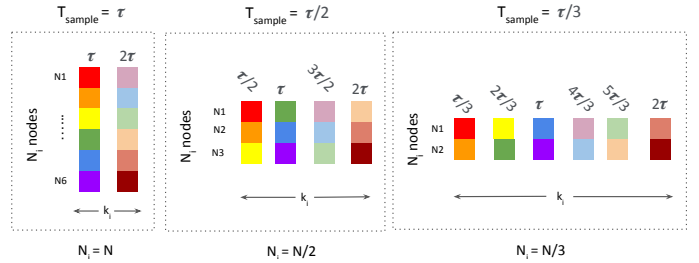 T_sample = τ
τ 2τ
N1
N_i nodes
......
N6
k_i
N_i = N
T_sample = τ/2
τ/2 τ 3τ/2 2τ
N1
N2
N3
N_i nodes
k_i
N_i = N/2
T_sample = τ/3
τ/3 2τ/3 τ 4τ/3 5τ/3 2τ
N1
N2
N_i nodes
k_i
N_i = N/3